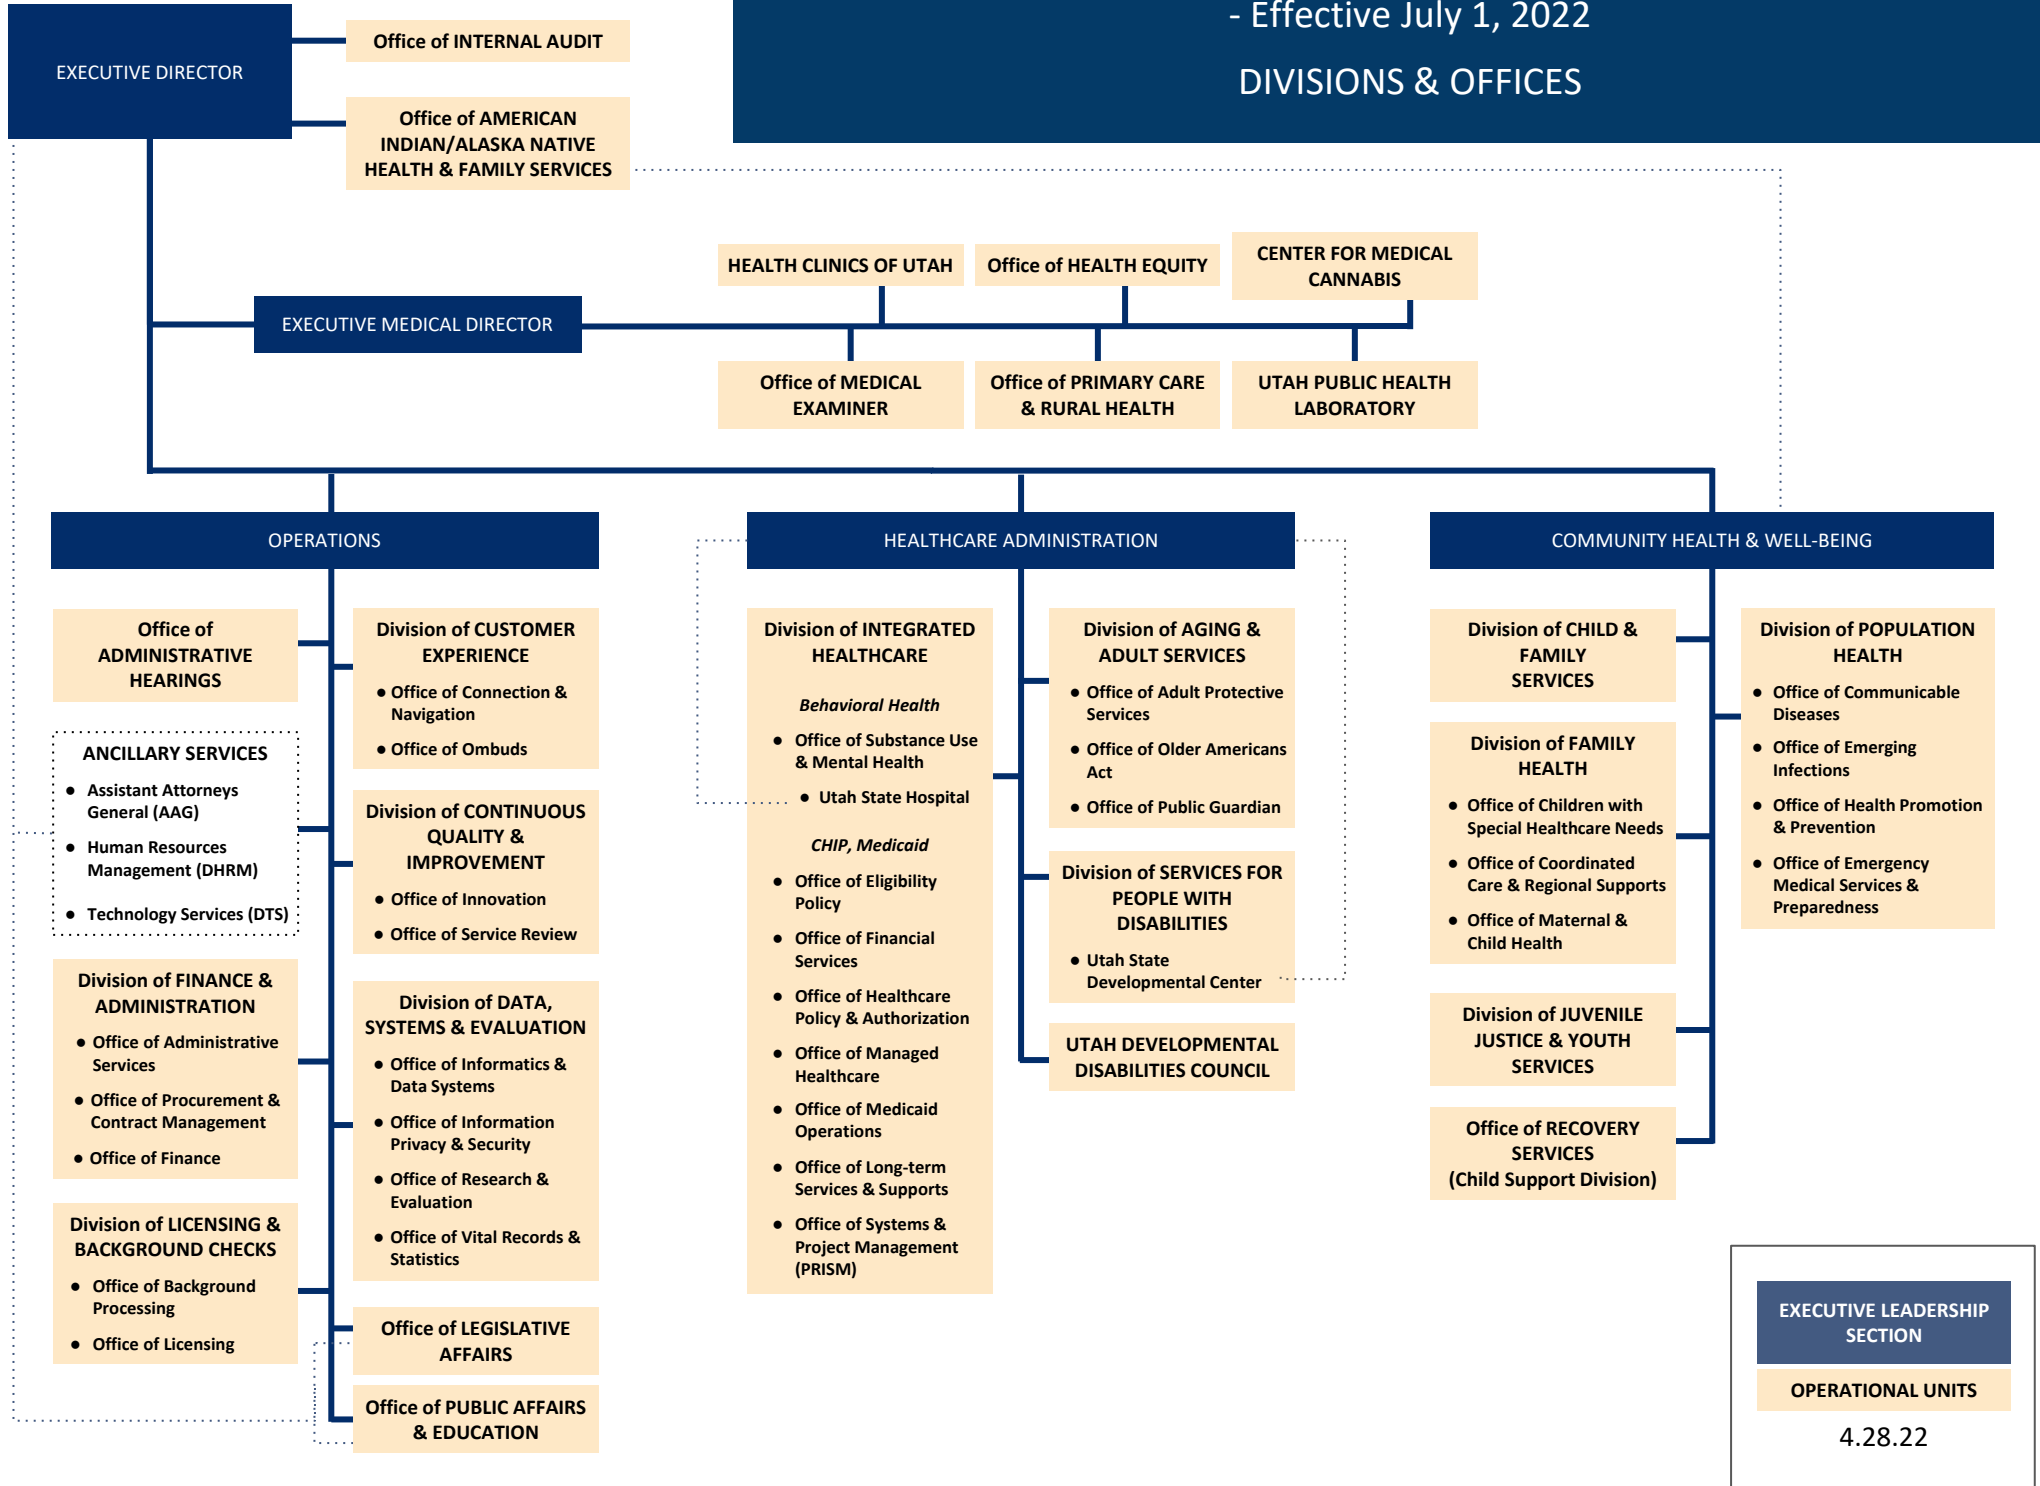 - Effective July 1, 2022
DIVISIONS & OFFICES
EXECUTIVE DIRECTOR
Office of INTERNAL AUDIT
Office of AMERICAN
INDIAN/ALASKA NATIVE
HEALTH & FAMILY SERVICES
HEALTH CLINICS OF UTAH
Office of HEALTH EQUITY
CENTER FOR MEDICAL
CANNABIS
EXECUTIVE MEDICAL DIRECTOR
Office of MEDICAL
EXAMINER
Office of PRIMARY CARE
& RURAL HEALTH
UTAH PUBLIC HEALTH
LABORATORY
OPERATIONS
Office of
ADMINISTRATIVE
HEARINGS
ANCILLARY SERVICES
● Assistant Attorneys
General (AAG)
● Human Resources
Management (DHRM)
● Technology Services (DTS)
Division of FINANCE &
ADMINISTRATION
● Office of Administrative
Services
● Office of Procurement &
Contract Management
● Office of Finance
Division of LICENSING &
BACKGROUND CHECKS
● Office of Background
Processing
● Office of Licensing
Division of CUSTOMER
EXPERIENCE
● Office of Connection &
Navigation
● Office of Ombuds
Division of CONTINUOUS
QUALITY &
IMPROVEMENT
● Office of Innovation
● Office of Service Review
Division of DATA,
SYSTEMS & EVALUATION
● Office of Informatics &
Data Systems
● Office of Information
Privacy & Security
● Office of Research &
Evaluation
● Office of Vital Records &
Statistics
Office of LEGISLATIVE
AFFAIRS
Office of PUBLIC AFFAIRS
& EDUCATION
HEALTHCARE ADMINISTRATION
Division of INTEGRATED
HEALTHCARE
Behavioral Health
● Office of Substance Use
& Mental Health
● Utah State Hospital
CHIP, Medicaid
● Office of Eligibility
Policy
● Office of Financial
Services
● Office of Healthcare
Policy & Authorization
● Office of Managed
Healthcare
● Office of Medicaid
Operations
● Office of Long-term
Services & Supports
● Office of Systems &
Project Management
(PRISM)
Division of AGING &
ADULT SERVICES
● Office of Adult Protective
Services
● Office of Older Americans
Act
● Office of Public Guardian
Division of SERVICES FOR
PEOPLE WITH
DISABILITIES
● Utah State
Developmental Center
UTAH DEVELOPMENTAL
DISABILITIES COUNCIL
COMMUNITY HEALTH & WELL-BEING
Division of CHILD &
FAMILY
SERVICES
Division of FAMILY
HEALTH
● Office of Children with
Special Healthcare Needs
● Office of Coordinated
Care & Regional Supports
● Office of Maternal &
Child Health
Division of JUVENILE
JUSTICE & YOUTH
SERVICES
Office of RECOVERY
SERVICES
(Child Support Division)
Division of POPULATION
HEALTH
● Office of Communicable
Diseases
● Office of Emerging
Infections
● Office of Health Promotion
& Prevention
● Office of Emergency
Medical Services &
Preparedness
EXECUTIVE LEADERSHIP
SECTION
OPERATIONAL UNITS
4.28.22